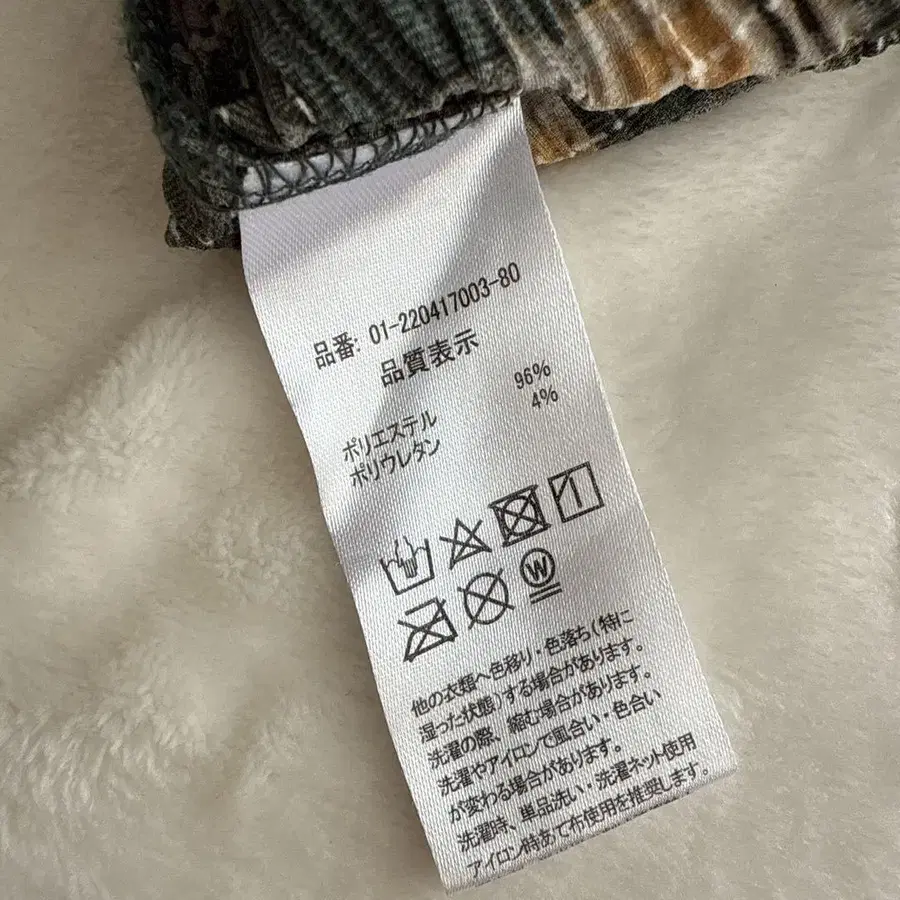 品番: 01-220417003-80
品質表示
ポリエステル 96%
ポリウレタン 4%
W
他の衣類へ色移り・色落ち(特に
湿った状態)する場合があります。
洗濯の際、縮む場合があります。
洗濯やアイロンで風合い・色合い
が変わる場合があります。
洗濯時、単品洗い・洗濯ネット使用
アイロン時あて布使用を推奨します。